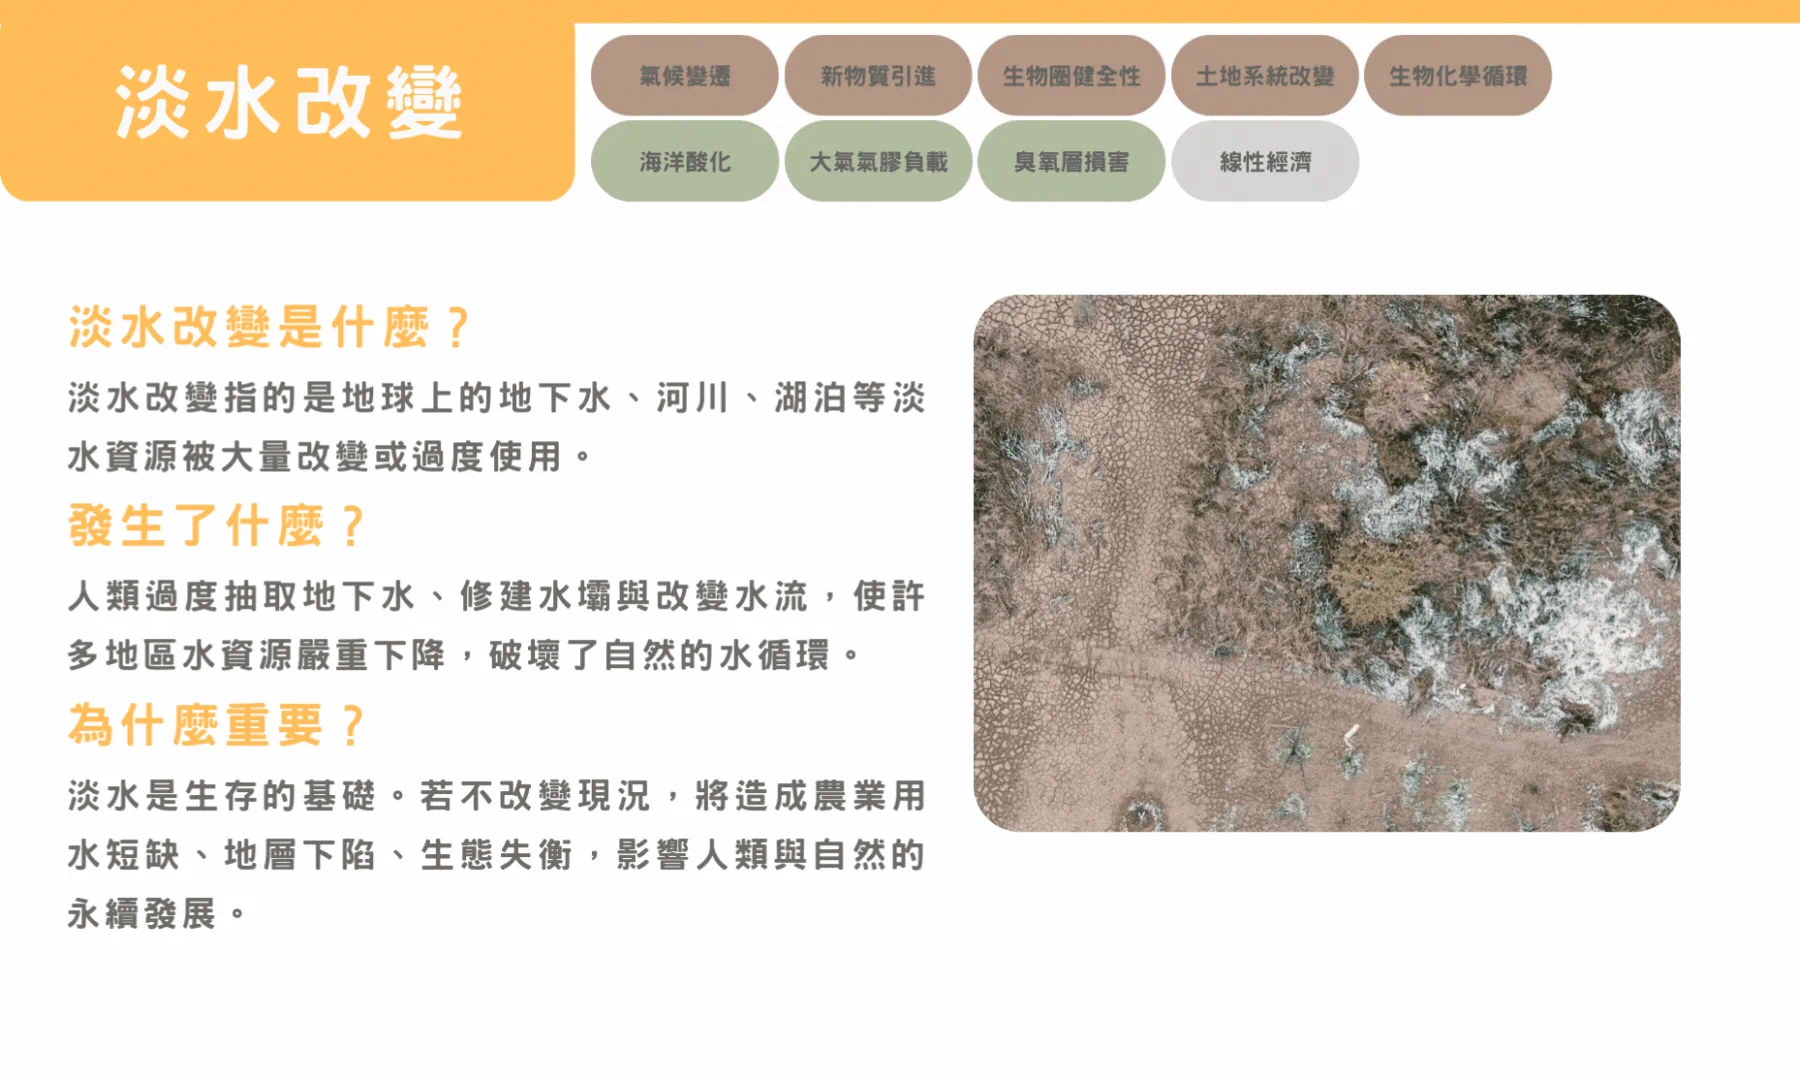 淡水改變
氣候變遷
新物質引進
生物圈健全性
土地系統改變
生物化學循環
海洋酸化
大氣氣膠負載
臭氧層損害
線性經濟
淡水改變是什麼？
淡水改變指的是地球上的地下水、河川、湖泊等淡
水資源被大量改變或過度使用。
發生了什麼？
人類過度抽取地下水、修建水壩與改變水流，使許
多地區水資源嚴重下降，破壞了自然的水循環。
為什麼重要？
淡水是生存的基礎。若不改變現況，將造成農業用
水短缺、地層下陷、生態失衡，影響人類與自然的
永續發展。